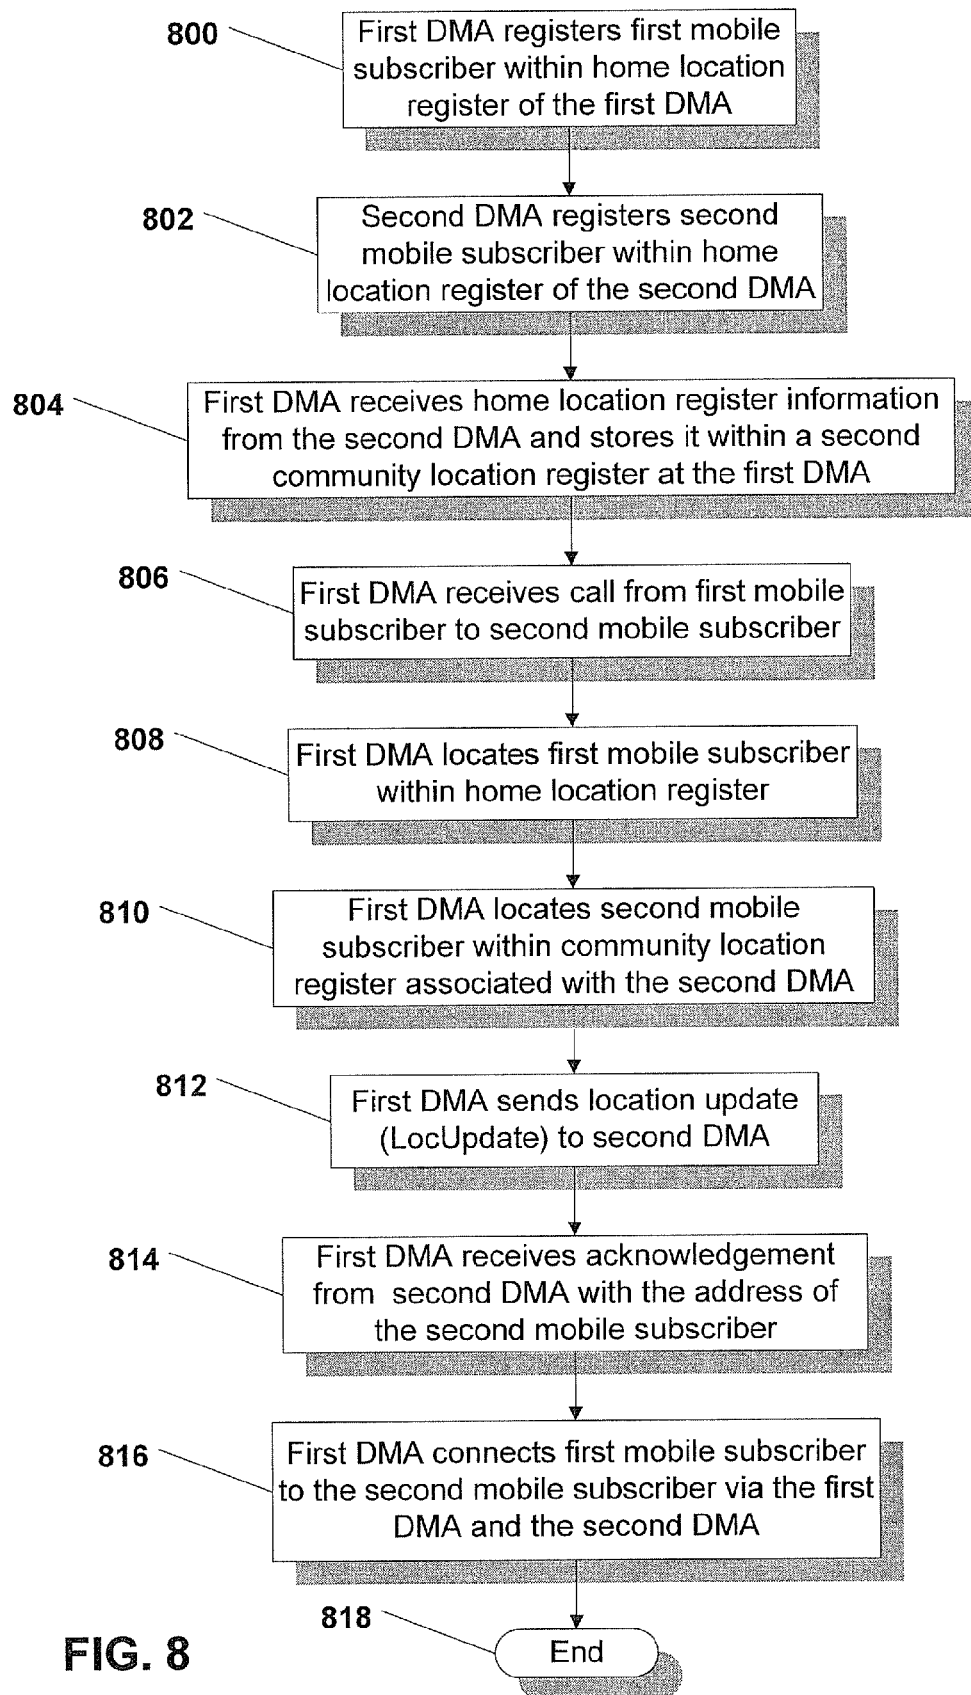 800
First DMA registers first mobile
subscriber within home location
register of the first DMA
802
Second DMA registers second
mobile subscriber within home
location register of the second DMA
804
First DMA receives home location register information
from the second DMA and stores it within a second
community location register at the first DMA
806
First DMA receives call from first mobile
subscriber to second mobile subscriber
808
First DMA locates first mobile subscriber
within home location register
810
First DMA locates second mobile
subscriber within community location
register associated with the second DMA
812
First DMA sends location update
(LocUpdate) to second DMA
814
First DMA receives acknowledgement
from second DMA with the address of
the second mobile subscriber
816
First DMA connects first mobile subscriber
to the second mobile subscriber via the first
DMA and the second DMA
818
End
FIG. 8